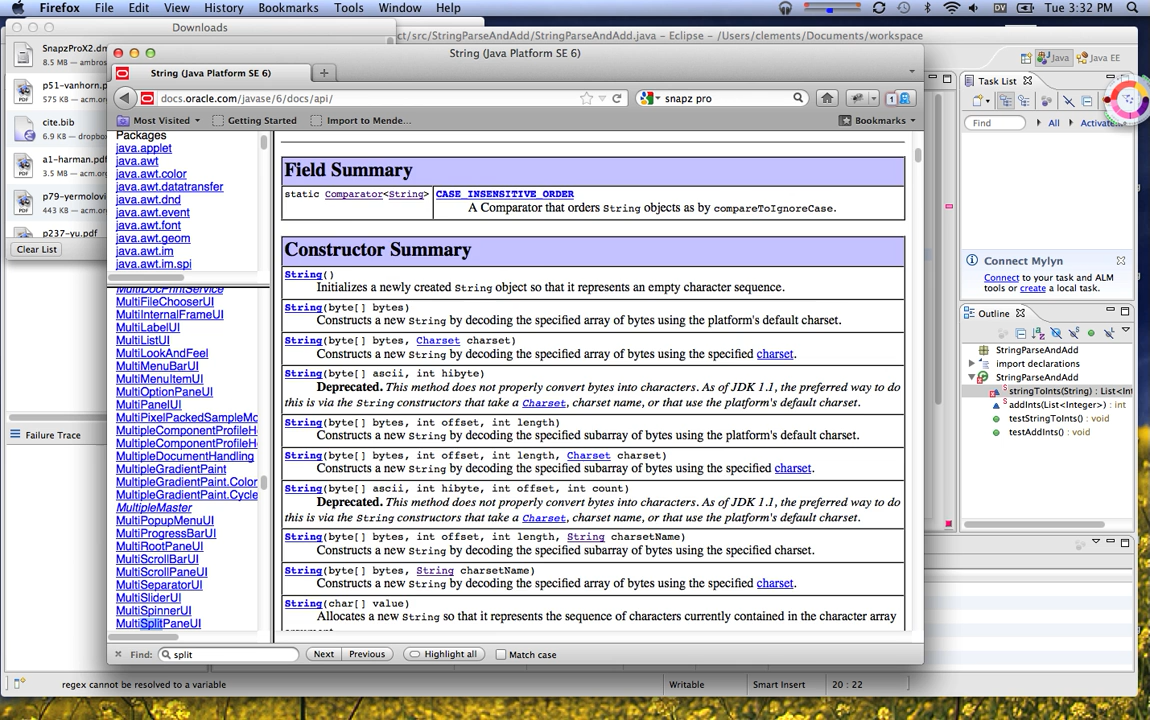 Firefox File Edit View History Bookmarks Tools Window Help
DV Tue 3:32 PM
Downloads
ct/src/StringParseAndAdd/StringParseAndAdd.java – Eclipse – /Users/clements/Documents/workspace
SnapzProX2.dm
8.5 MB — ambros
p51-vanhorn.p
575 KB — acm.or
cite.bib
6.9 KB — dropbo
a1-harman.pdf
3.5 MB — acm.or
p79-yermolovi
443 KB — acm.or
p237-yu.pdf
Clear List
Failure Trace
String (Java Platform SE 6)
String (Java Platform SE 6)
docs.oracle.com/javase/6/docs/api/
snapz pro
1
Most Visited Getting Started Import to Mende... Bookmarks
Packages
java.applet
java.awt
java.awt.color
java.awt.datatransfer
java.awt.dnd
java.awt.event
java.awt.font
java.awt.geom
java.awt.im
java.awt.im.spi
MultiDocPrintService
MultiFileChooserUI
MultiInternalFrameUI
MultiLabelUI
MultiListUI
MultiLookAndFeel
MultiMenuBarUI
MultiMenuItemUI
MultiOptionPaneUI
MultiPanelUI
MultiPixelPackedSampleMo
MultipleComponentProfileH
MultipleComponentProfileH
MultipleDocumentHandling
MultipleGradientPaint
MultipleGradientPaint.Color
MultipleGradientPaint.Cycle
MultipleMaster
MultiPopupMenuUI
MultiProgressBarUI
MultiRootPaneUI
MultiScrollBarUI
MultiScrollPaneUI
MultiSeparatorUI
MultiSliderUI
MultiSpinnerUI
MultiSplitPaneUI
Field Summary
static Comparator<String> CASE_INSENSITIVE_ORDER
A Comparator that orders String objects as by compareToIgnoreCase.
Constructor Summary
String()
Initializes a newly created String object so that it represents an empty character sequence.
String(byte[] bytes)
Constructs a new String by decoding the specified array of bytes using the platform's default charset.
String(byte[] bytes, Charset charset)
Constructs a new String by decoding the specified array of bytes using the specified charset.
String(byte[] ascii, int hibyte)
Deprecated. This method does not properly convert bytes into characters. As of JDK 1.1, the preferred way to do
this is via the String constructors that take a Charset, charset name, or that use the platform's default charset.
String(byte[] bytes, int offset, int length)
Constructs a new String by decoding the specified subarray of bytes using the platform's default charset.
String(byte[] bytes, int offset, int length, Charset charset)
Constructs a new String by decoding the specified subarray of bytes using the specified charset.
String(byte[] ascii, int hibyte, int offset, int count)
Deprecated. This method does not properly convert bytes into characters. As of JDK 1.1, the preferred way to do
this is via the String constructors that take a Charset, charset name, or that use the platform's default charset.
String(byte[] bytes, int offset, int length, String charsetName)
Constructs a new String by decoding the specified subarray of bytes using the specified charset.
String(byte[] bytes, String charsetName)
Constructs a new String by decoding the specified array of bytes using the specified charset.
String(char[] value)
Allocates a new String so that it represents the sequence of characters currently contained in the character array
argument.
Find: split Next Previous Highlight all Match case
Java Java EE
Task List
Find All Activate...
Connect Mylyn
Connect to your task and ALM
tools or create a local task.
Outline
StringParseAndAdd
import declarations
StringParseAndAdd
stringToInts(String) : List<Int
addInts(List<Integer>) : int
testStringToInts() : void
testAddInts() : void
regex cannot be resolved to a variable Writable Smart Insert 20 : 22